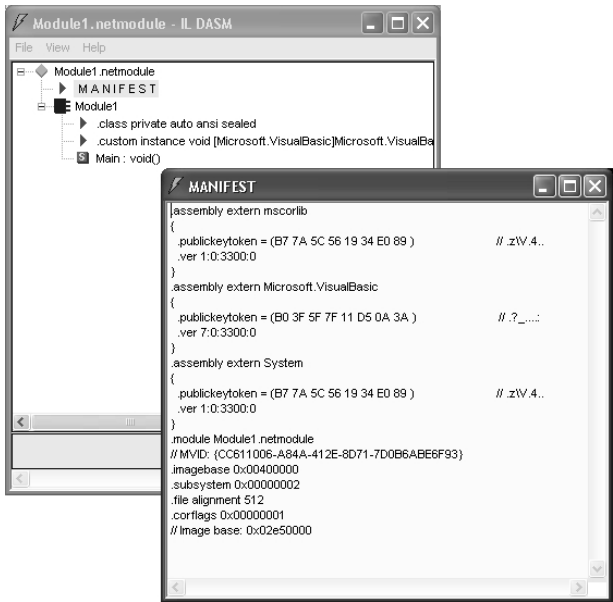 Module1.netmodule - IL DASM
File View Help
Module1.netmodule
MANIFEST
Module1
.class private auto ansi sealed
.custom instance void [Microsoft.VisualBasic]Microsoft.VisualBa
S Main : void()
MANIFEST
.assembly extern mscorlib
{
.publickeytoken = (B7 7A 5C 56 19 34 E0 89 ) // .z\V.4..
.ver 1:0:3300:0
}
.assembly extern Microsoft.VisualBasic
{
.publickeytoken = (B0 3F 5F 7F 11 D5 0A 3A ) // .?_....:
.ver 7:0:3300:0
}
.assembly extern System
{
.publickeytoken = (B7 7A 5C 56 19 34 E0 89 ) // .z\V.4..
.ver 1:0:3300:0
}
.module Module1.netmodule
// MVID: {CC611006-A84A-412E-8D71-7D0B6ABE6F93}
.imagebase 0x00400000
.subsystem 0x00000002
.file alignment 512
.corflags 0x00000001
// Image base: 0x02e50000